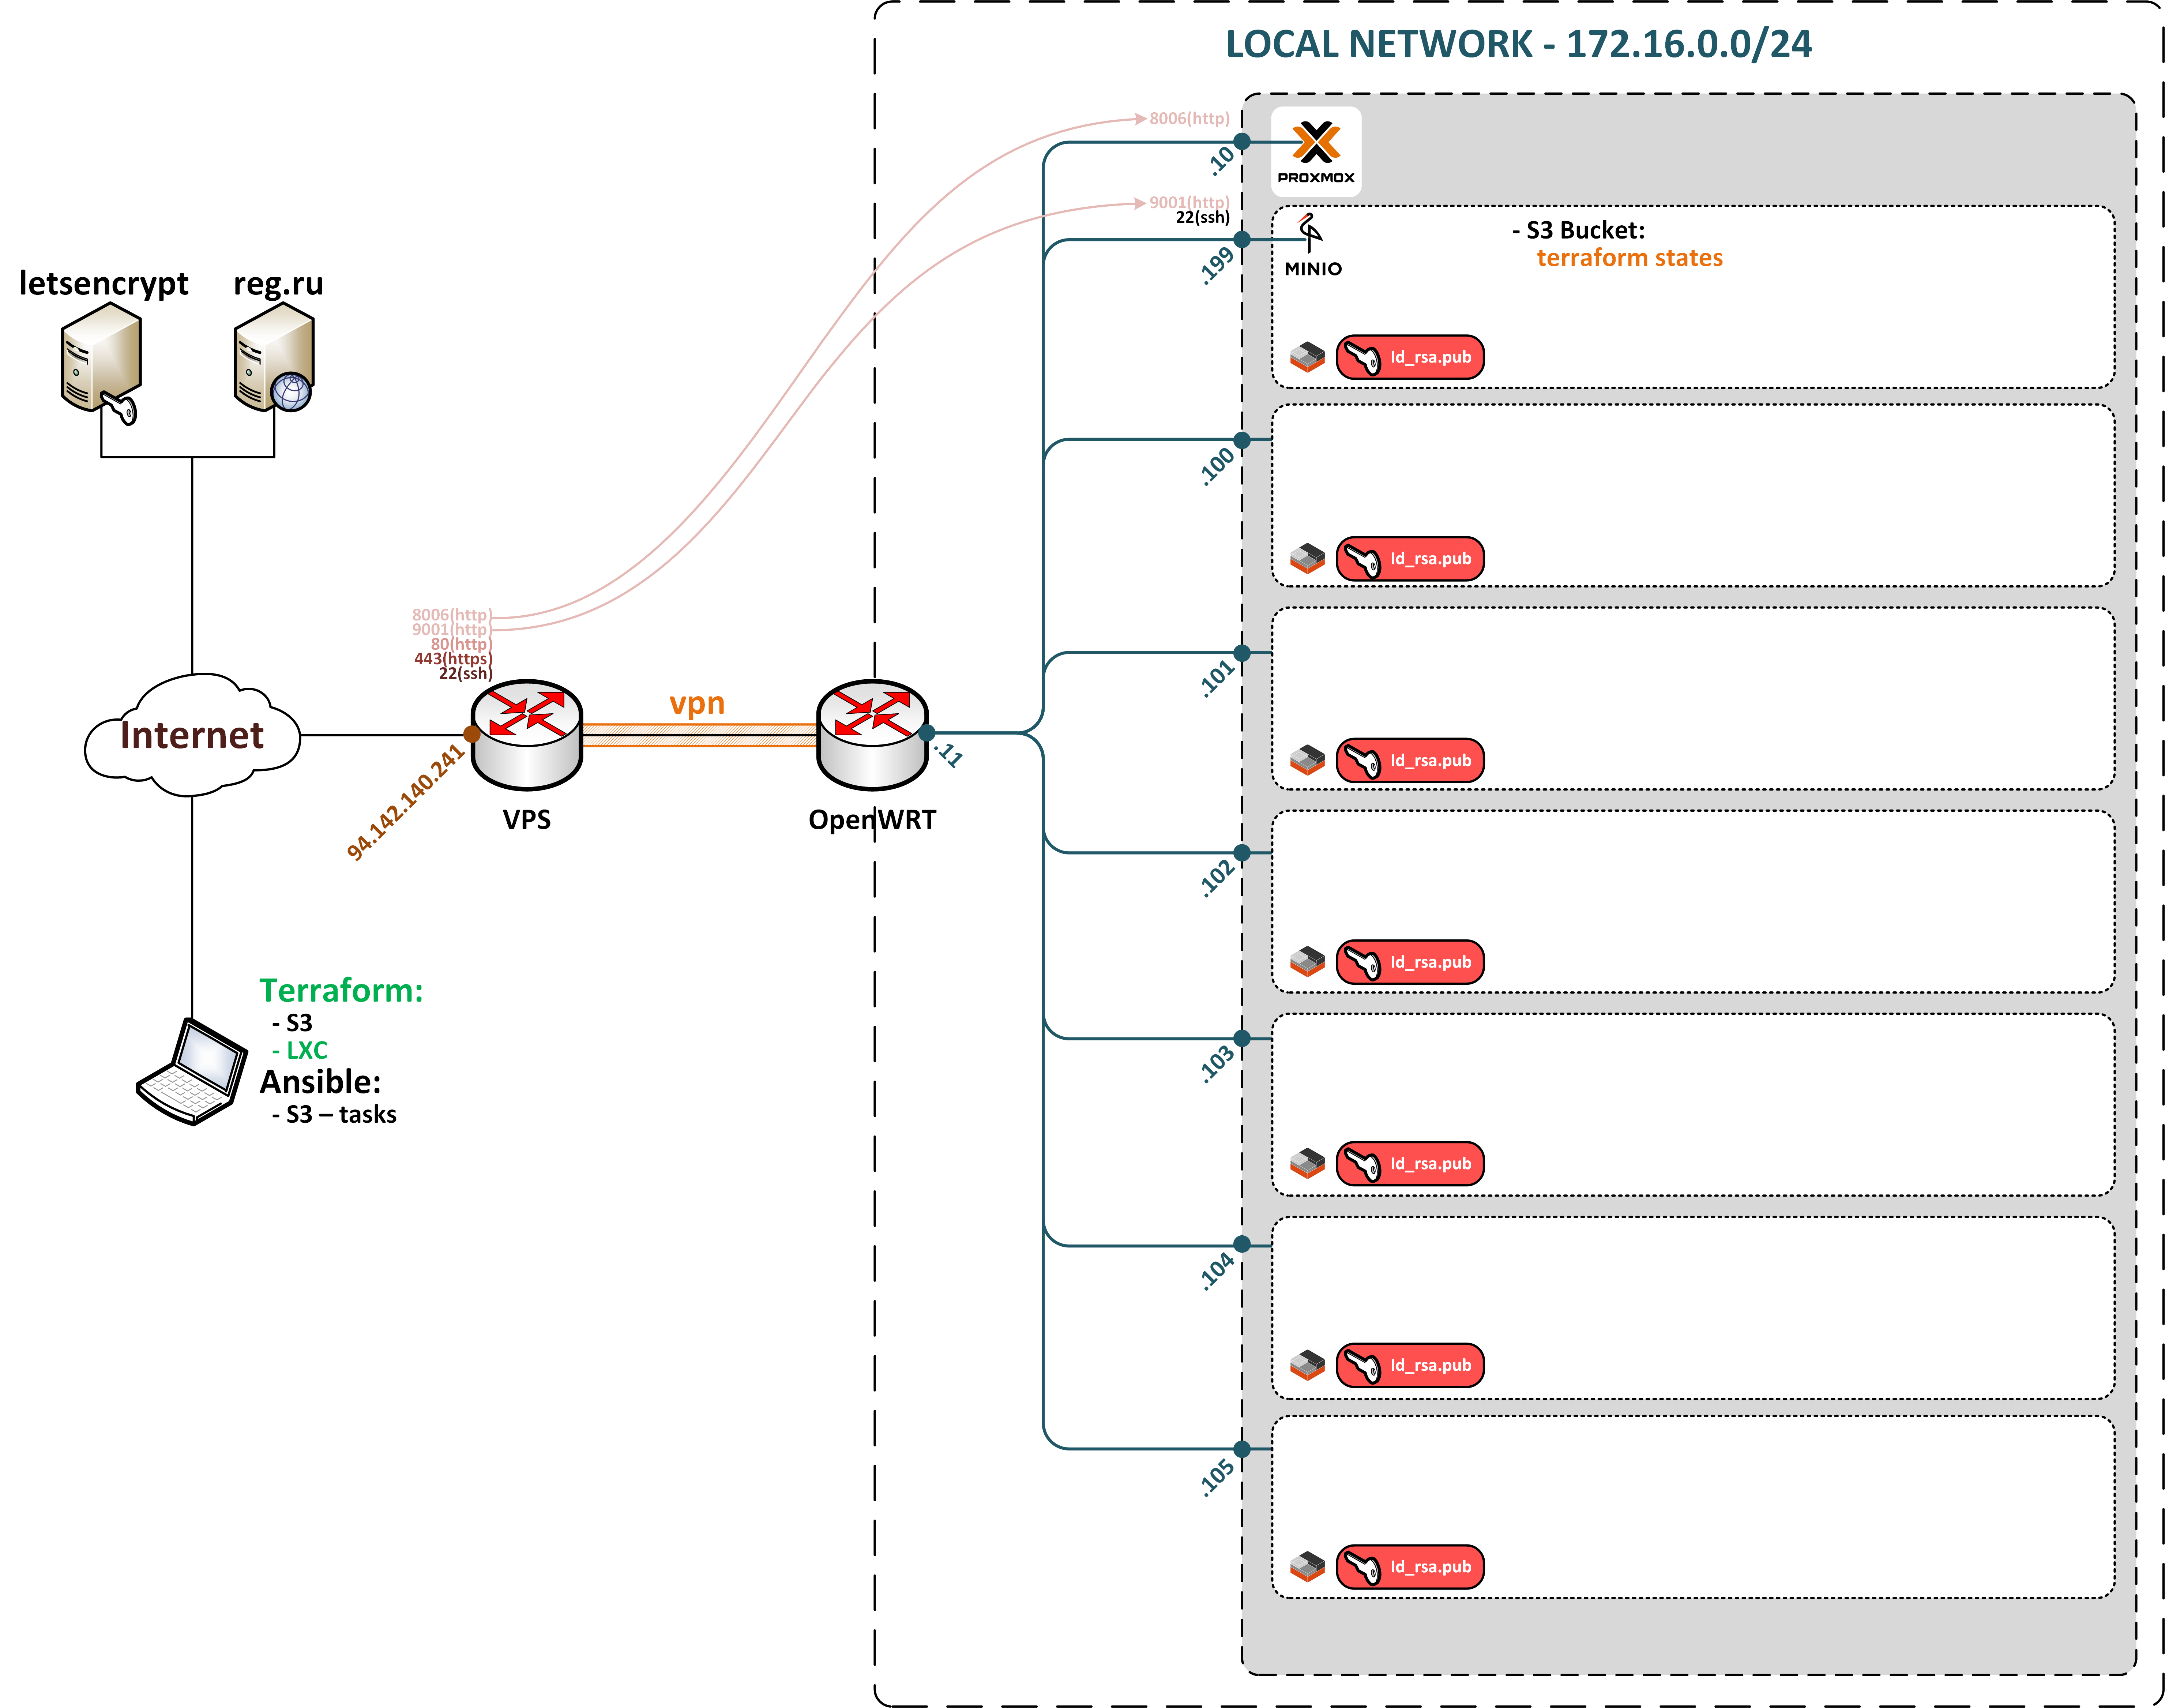 LOCAL NETWORK - 172.16.0.0/24
8006(http)
.10
PROXMOX
9001(http)
22(ssh)
.199
MINIO
- S3 Bucket:
terraform states
Id_rsa.pub
letsencrypt
reg.ru
.100
Id_rsa.pub
8006(http)
9001(http)
80(http)
443(https)
22(ssh)
.101
Id_rsa.pub
Internet
94.142.140.241
VPS
vpn
OpenWRT
.11
.102
Id_rsa.pub
Terraform:
- S3
- LXC
Ansible:
- S3 – tasks
.103
Id_rsa.pub
.104
Id_rsa.pub
.105
Id_rsa.pub